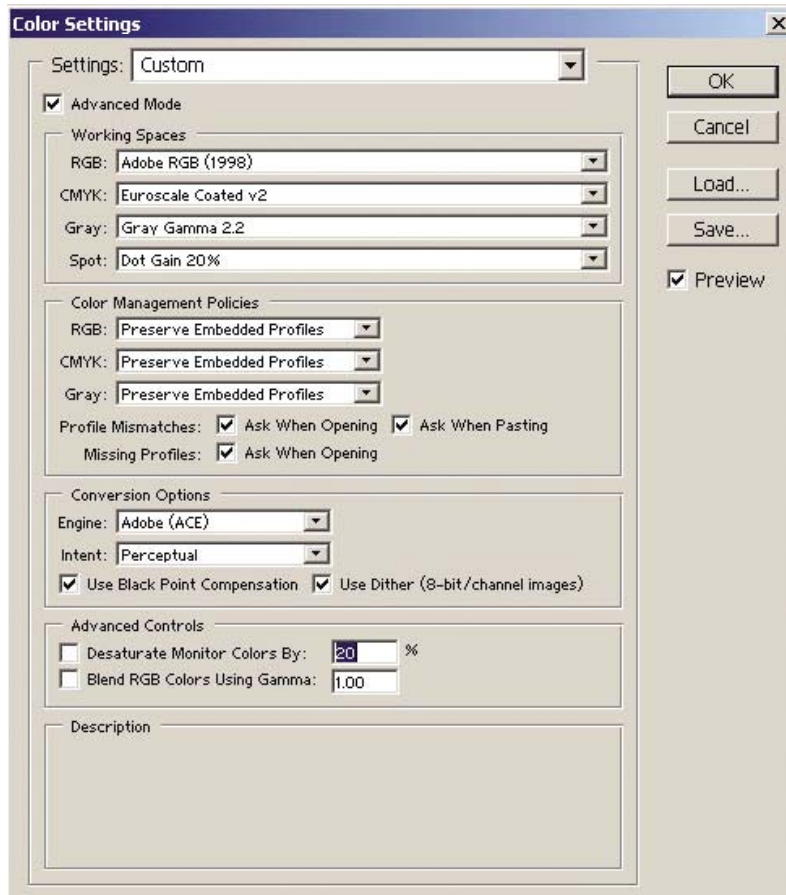 Color Settings
Settings: Custom
OK
Advanced Mode
Cancel
Working Spaces
RGB: Adobe RGB (1998)
Load...
CMYK: Euroscale Coated v2
Gray: Gray Gamma 2.2
Save...
Spot: Dot Gain 20%
Preview
Color Management Policies
RGB: Preserve Embedded Profiles
CMYK: Preserve Embedded Profiles
Gray: Preserve Embedded Profiles
Profile Mismatches: Ask When Opening Ask When Pasting
Missing Profiles: Ask When Opening
Conversion Options
Engine: Adobe (ACE)
Intent: Perceptual
Use Black Point Compensation Use Dither (8-bit/channel images)
Advanced Controls
Desaturate Monitor Colors By: 20 %
Blend RGB Colors Using Gamma: 1.00
Description